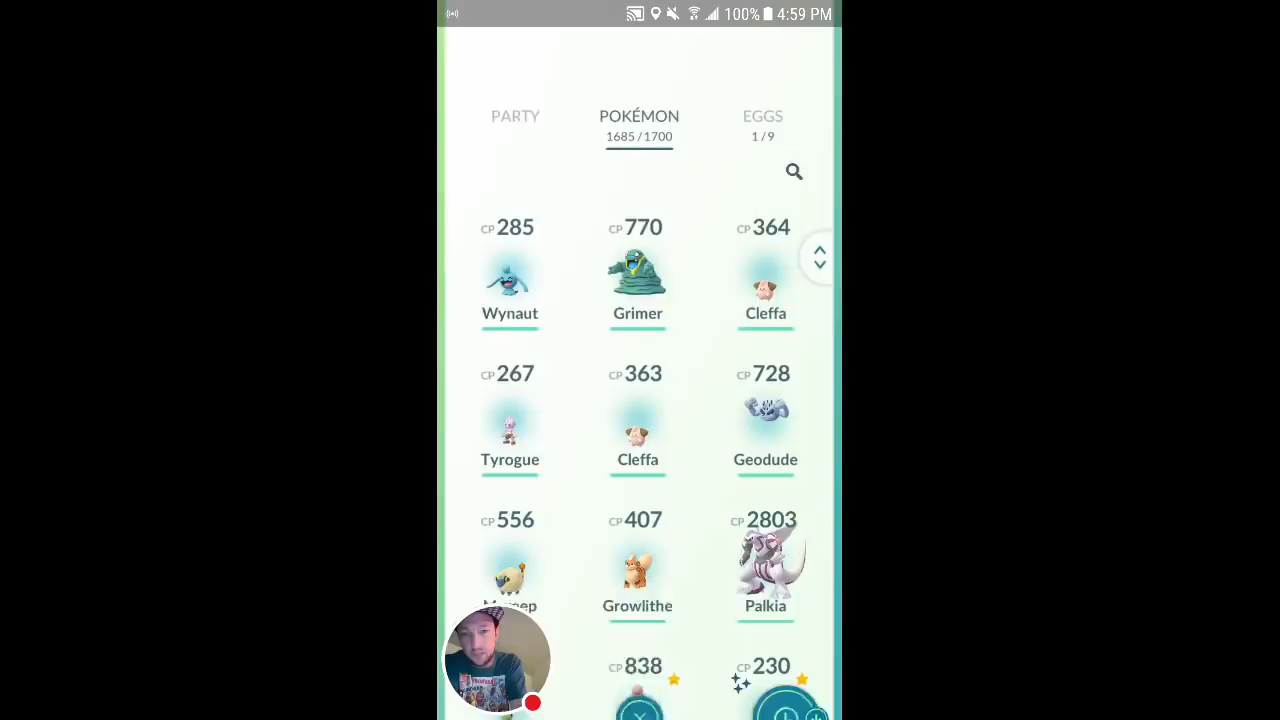 100% 4:59 PM
PARTY POKÉMON EGGS
1685 / 1700 1 / 9
CP 285 CP 770 CP 364
Wynaut Grimer Cleffa
CP 267 CP 363 CP 728
Tyrogue Cleffa Geodude
CP 556 CP 407 CP 2803
Growlithe Palkia
CP 838 CP 230